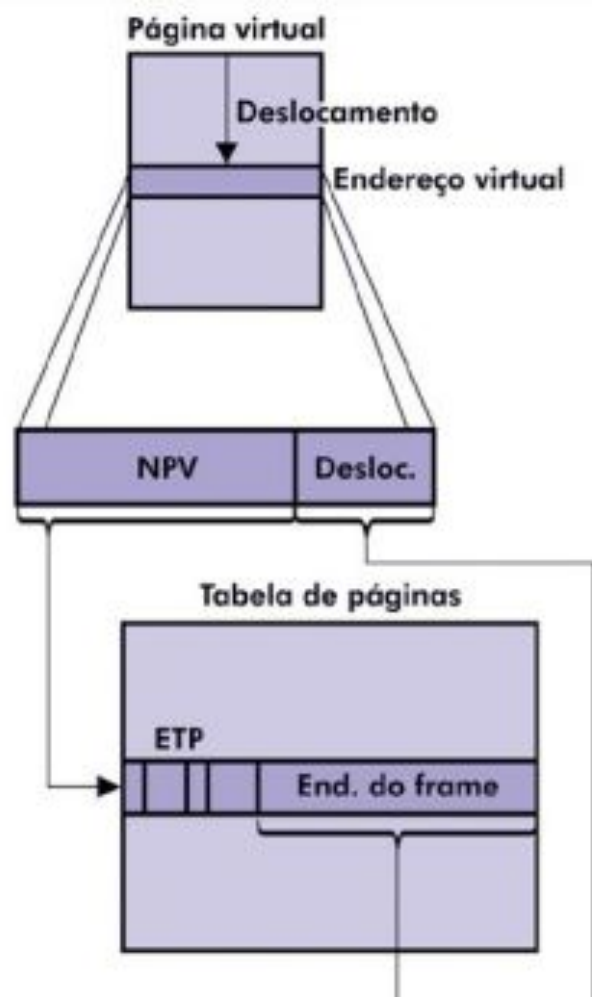 Página virtual
Deslocamento
Endereço virtual
NPV
Desloc.
Tabela de páginas
ETP
End. do frame